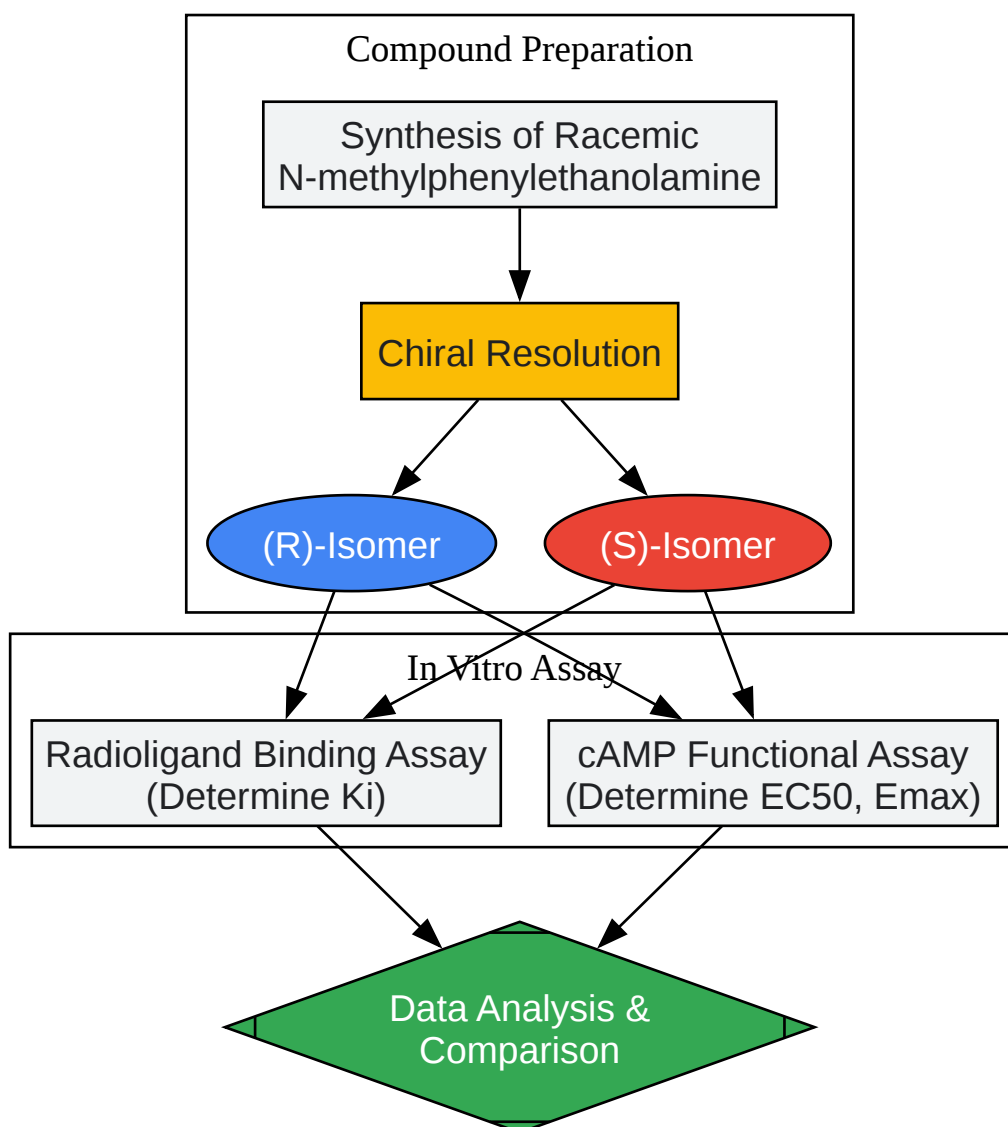 Compound Preparation
Synthesis of Racemic
N-methylphenylethanolamine
Chiral Resolution
(R)-Isomer
(S)-Isomer
In Vitro Assay
Radioligand Binding Assay
(Determine Ki)
cAMP Functional Assay
(Determine EC50, Emax)
Data Analysis &
Comparison